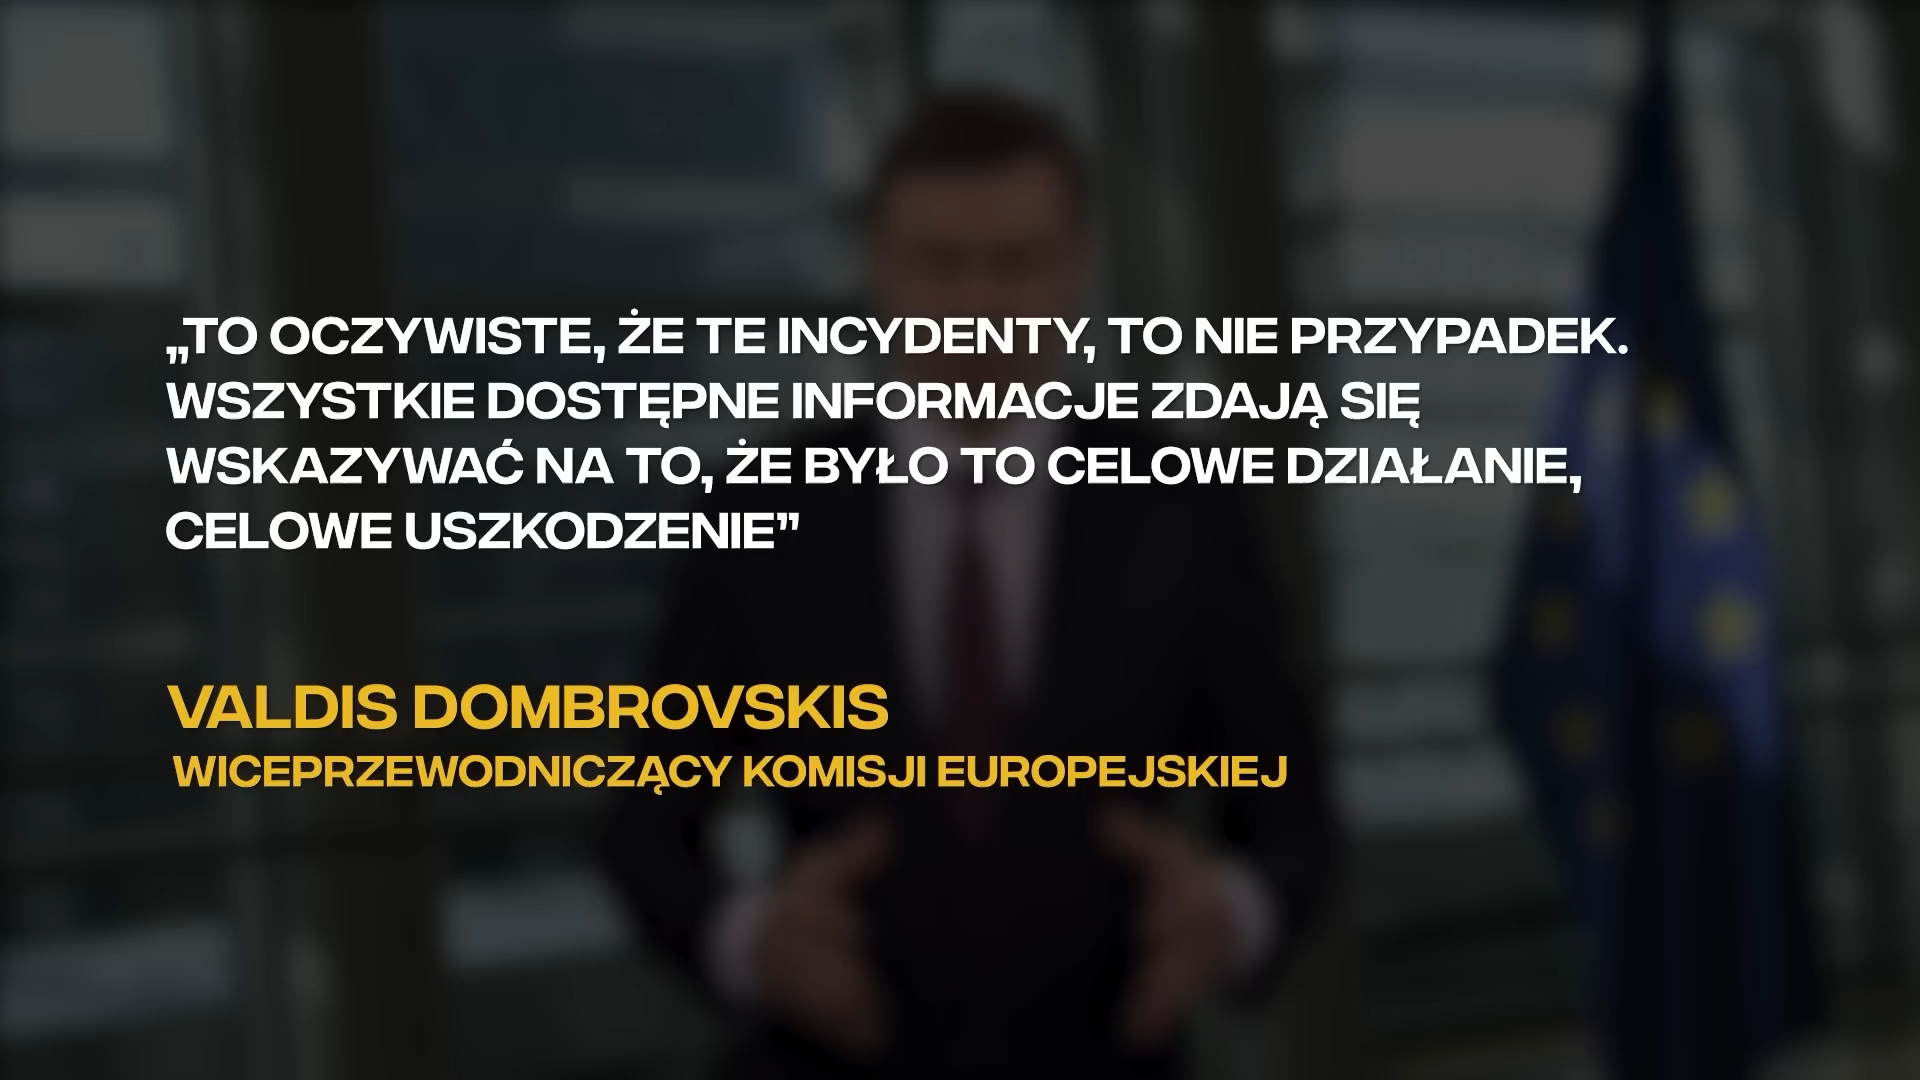 „TO OCZYWISTE, ŻE TE INCYDENTY, TO NIE PRZYPADEK.
WSZYSTKIE DOSTĘPNE INFORMACJE ZDAJĄ SIĘ
WSKAZYWAĆ NA TO, ŻE BYŁO TO CELOWE DZIAŁANIE,
CELOWE USZKODZENIE”
VALDIS DOMBROVSKIS
WICEPRZEWODNICZĄCY KOMISJI EUROPEJSKIEJ